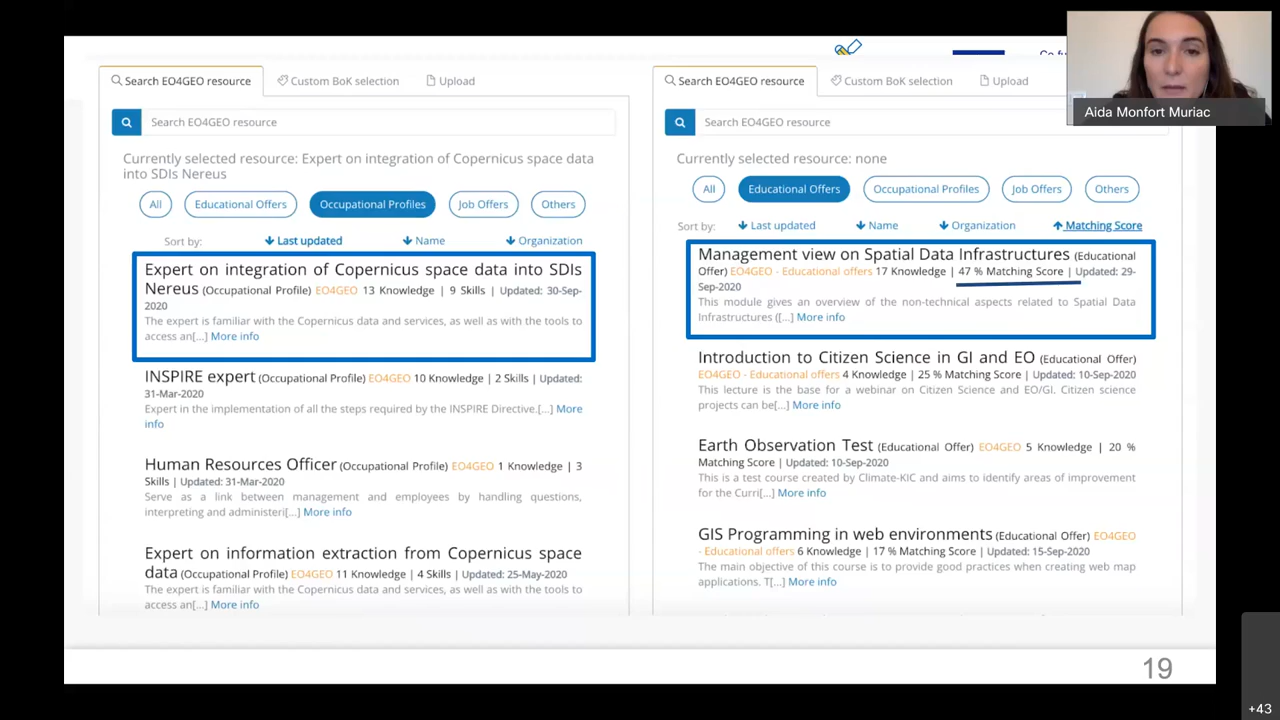 Search EO4GEO resource
Custom BoK selection
Upload
Search EO4GEO resource
Currently selected resource: Expert on integration of Copernicus space data
into SDIs Nereus
All
Educational Offers
Occupational Profiles
Job Offers
Others
Sort by:
Last updated
Name
Organization
Expert on integration of Copernicus space data into SDIs
Nereus (Occupational Profile) EO4GEO 13 Knowledge | 9 Skills | Updated: 30-Sep-
2020
The expert is familiar with the Copernicus data and services, as well as with the tools to
access an[...] More info
INSPIRE expert (Occupational Profile) EO4GEO 10 Knowledge | 2 Skills | Updated:
31-Mar-2020
Expert in the implementation of all the steps required by the INSPIRE Directive.[...] More
info
Human Resources Officer (Occupational Profile) EO4GEO 1 Knowledge | 3
Skills | Updated: 31-Mar-2020
Serve as a link between management and employees by handling questions,
interpreting and administeri[...] More info
Expert on information extraction from Copernicus space
data (Occupational Profile) EO4GEO 11 Knowledge | 4 Skills | Updated: 25-May-2020
The expert is familiar with the Copernicus data and services, as well as with the tools to
access an[...] More info
Search EO4GEO resource
Custom BoK selection
Upload
Search EO4GEO resource
Currently selected resource: none
All
Educational Offers
Occupational Profiles
Job Offers
Others
Sort by:
Last updated
Name
Organization
Matching Score
Management view on Spatial Data Infrastructures (Educational
Offer) EO4GEO - Educational offers 17 Knowledge | 47 % Matching Score | Updated: 29-
Sep-2020
This module gives an overview of the non-technical aspects related to Spatial Data
Infrastructures ([...] More info
Introduction to Citizen Science in GI and EO (Educational Offer)
EO4GEO - Educational offers 4 Knowledge | 25 % Matching Score | Updated: 10-Sep-2020
This lecture is the base for a webinar on Citizen Science and EO/GI. Citizen science
projects can be[...] More info
Earth Observation Test (Educational Offer) EO4GEO 5 Knowledge | 20 %
Matching Score | Updated: 10-Sep-2020
This is a test course created by Climate-KIC and aims to identify areas of improvement
for the Curri[...] More info
GIS Programming in web environments (Educational Offer) EO4GEO
- Educational offers 6 Knowledge | 17 % Matching Score | Updated: 15-Sep-2020
The main objective of this course is to provide good practices when creating web map
applications. T[...] More info
Aida Monfort Muriac
19
+43